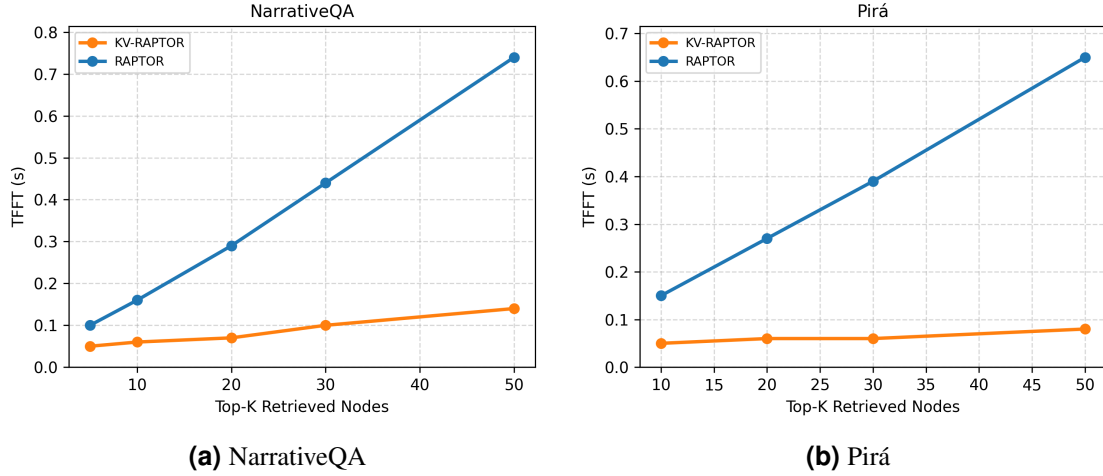 NarrativeQA
KV-RAPTOR
RAPTOR
TFFT (s)
0.8
0.7
0.6
0.5
0.4
0.3
0.2
0.1
0.0
10
20
30
40
50
Top-K Retrieved Nodes
(a) NarrativeQA
Pirá
KV-RAPTOR
RAPTOR
TFFT (s)
0.7
0.6
0.5
0.4
0.3
0.2
0.1
0.0
10
15
20
25
30
35
40
45
50
Top-K Retrieved Nodes
(b) Pirá